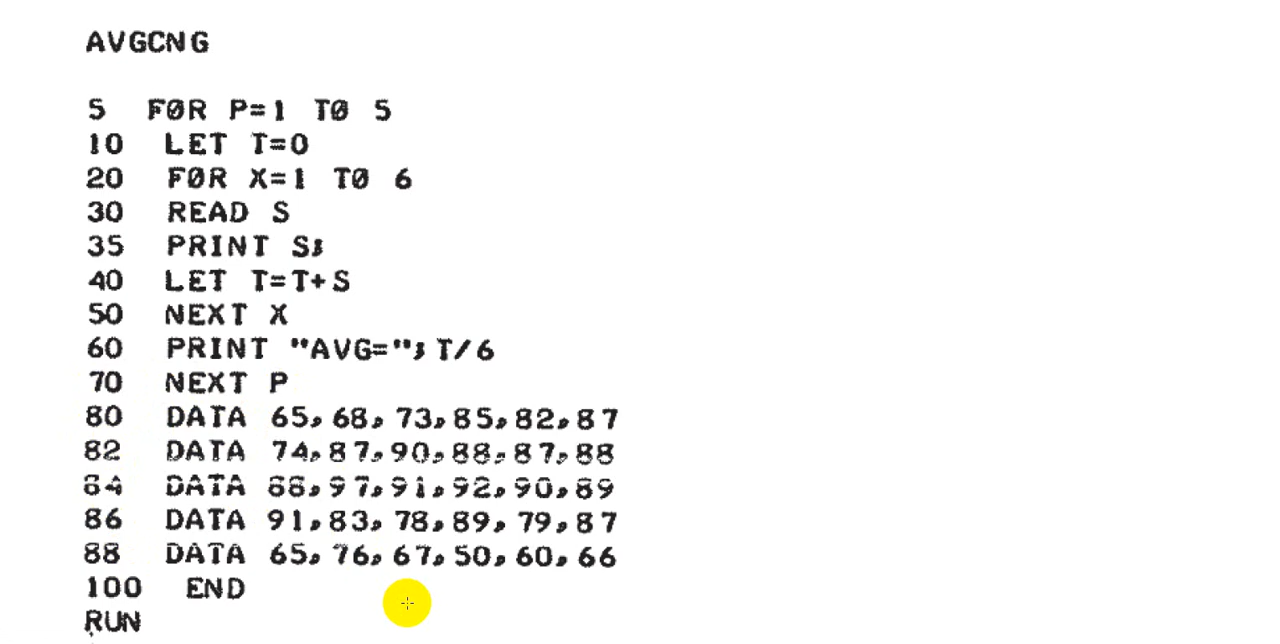 AVGCNG
5 FØR P=1 TØ 5
10 LET T=0
20 FØR X=1 TØ 6
30 READ S
35 PRINT S;
40 LET T=T+S
50 NEXT X
60 PRINT "AVG=";T/6
70 NEXT P
80 DATA 65,68,73,85,82,87
82 DATA 74,87,90,88,87,88
84 DATA 88,97,91,92,90,89
86 DATA 91,83,78,89,79,87
88 DATA 65,76,67,50,60,66
100 END
RUN